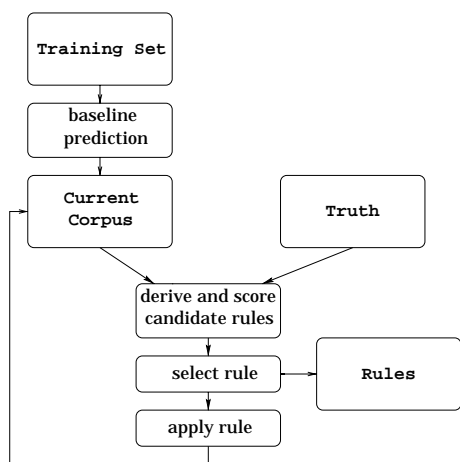 Training Set
baseline
prediction
Current
Corpus
Truth
derive and score
candidate rules
select rule
Rules
apply rule